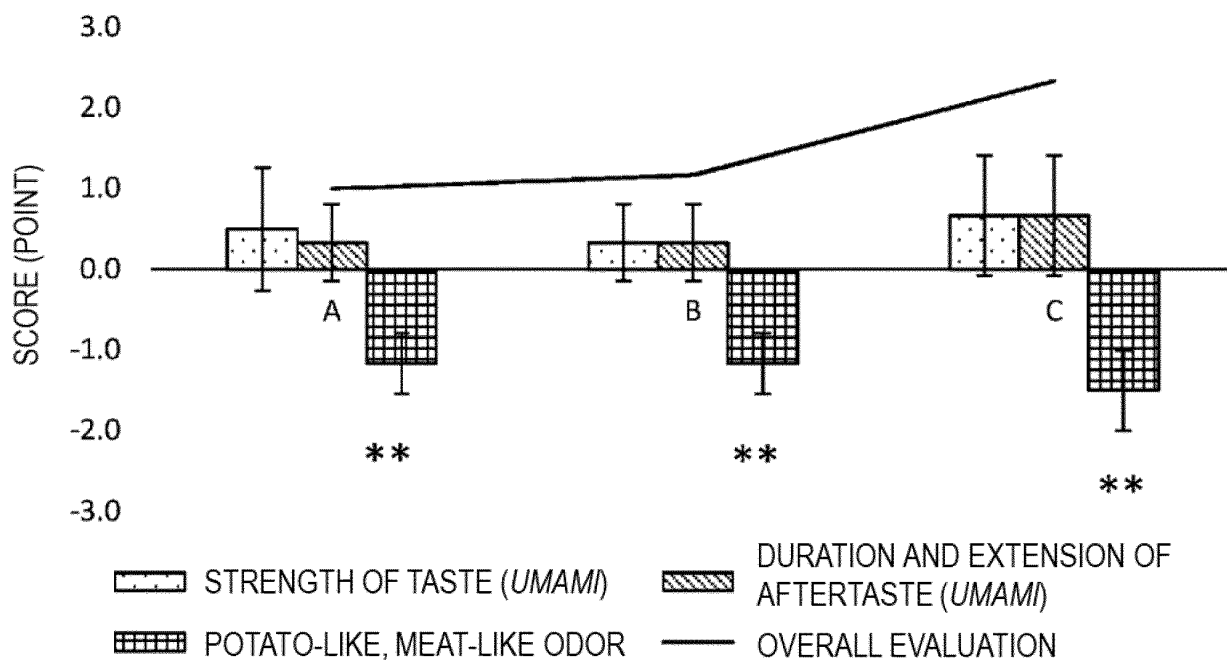 3.0
2.0
1.0
0.0
-1.0
-2.0
-3.0
SCORE (POINT)
A
B
C
**
**
**
STRENGTH OF TASTE (UMAMI)
DURATION AND EXTENSION OF
AFTERTASTE (UMAMI)
POTATO-LIKE, MEAT-LIKE ODOR
OVERALL EVALUATION